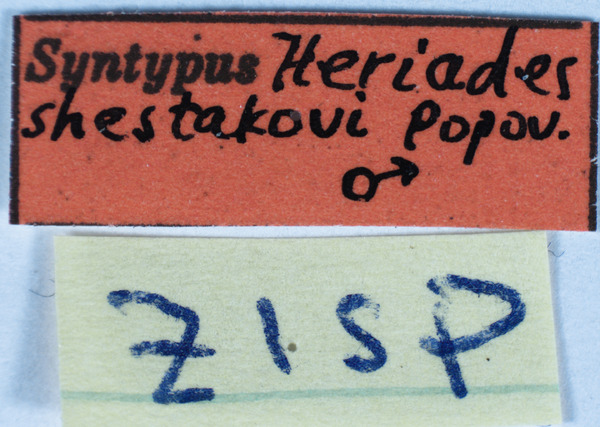 Syntypus Heriades
shestakovi Popov.
♂
ZISP